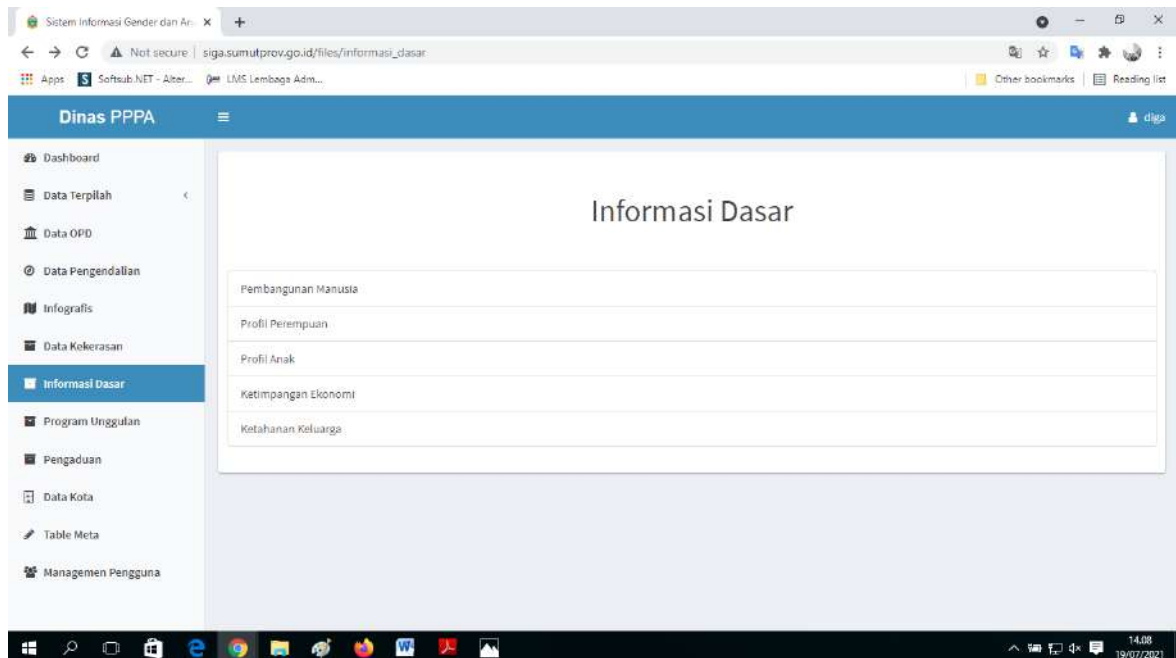 Sistem Informasi Gender dan An
Not secure siga.sumutprov.go.id/files/informasi_dasar
Apps Softsub.NET - Alter... LMS Lembaga Adm... Other bookmarks Reading list
Dinas PPPA diga
Dashboard
Data Terpilah
Data OPD
Data Pengendalian
Infografis
Data Kekerasan
Informasi Dasar
Program Unggulan
Pengaduan
Data Kota
Table Meta
Managemen Pengguna
Informasi Dasar
Pembangunan Manusia
Profil Perempuan
Profil Anak
Ketimpangan Ekonomi
Ketahanan Keluarga
14.08
19/07/2021